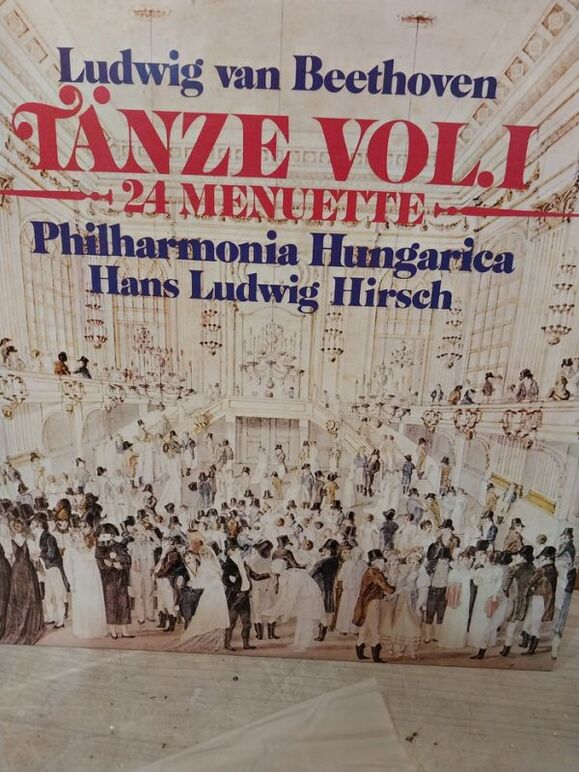 Ludwig van Beethoven
TÄNZE VOL.I
24 MENUETTE
Philharmonia Hungarica
Hans Ludwig Hirsch